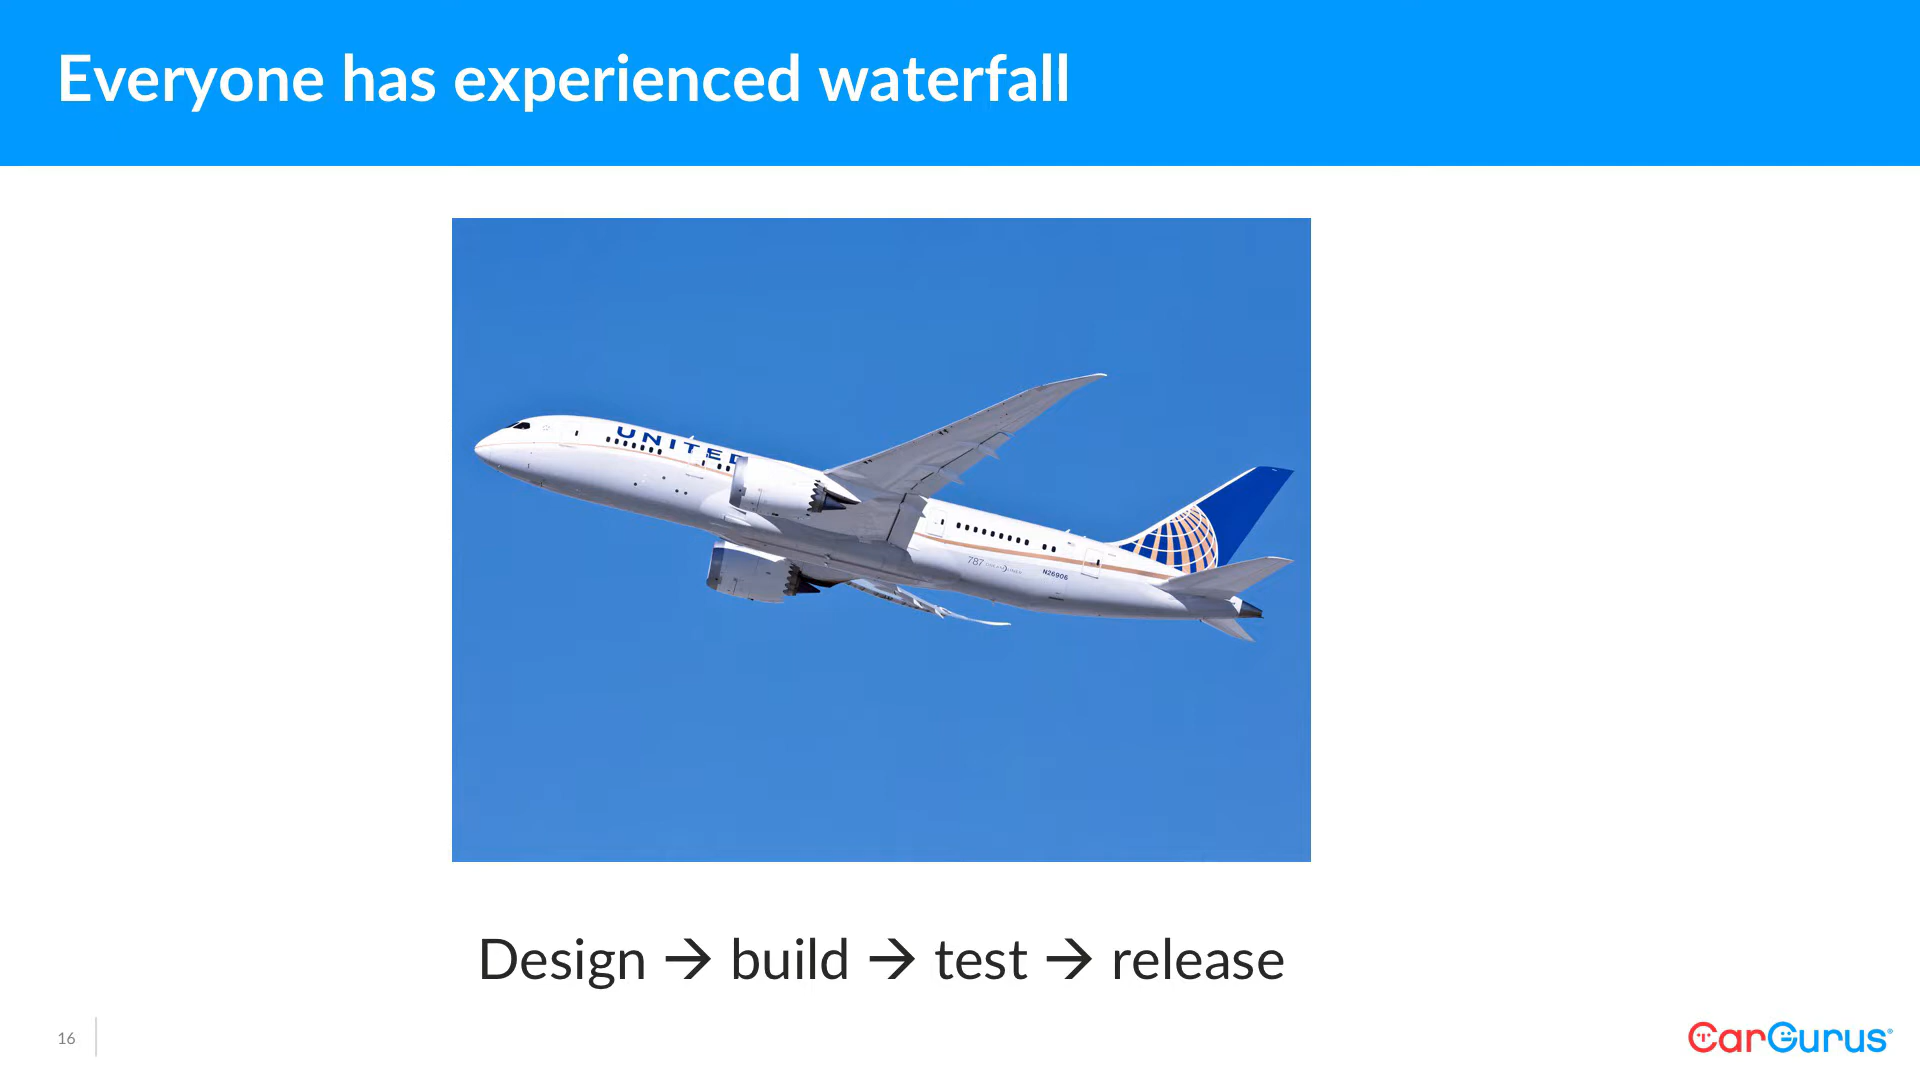 Everyone has experienced waterfall
UNITED
787
N26906
Design → build → test → release
16
CarGurus